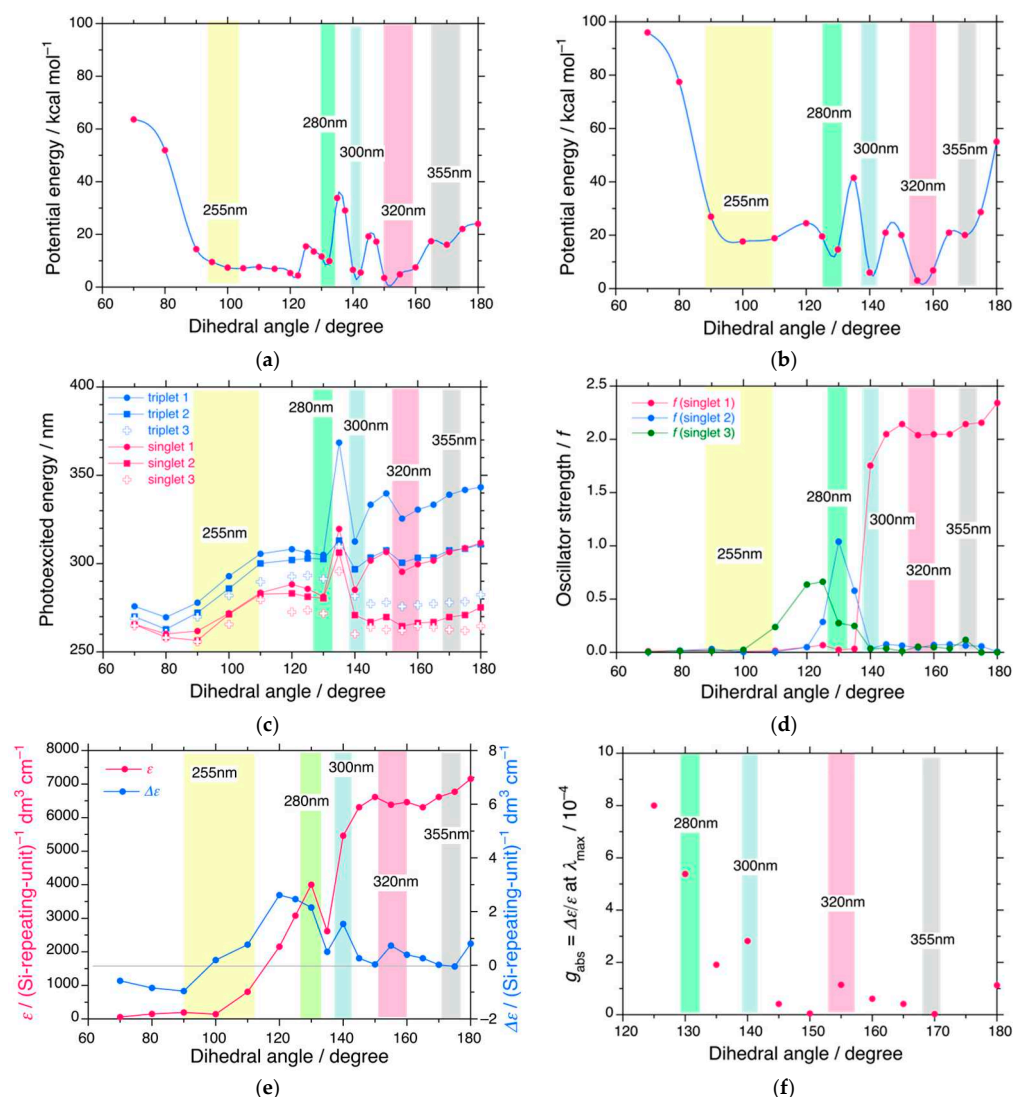 100
80
60
40
20
0
Potential energy / kcal mol−1
255nm
280nm
300nm
320nm
355nm
60 80 100 120 140 160 180
Dihedral angle / degree
(a)
100
80
60
40
20
0
Potential energy / kcal mol−1
255nm
280nm
300nm
320nm
355nm
60 80 100 120 140 160 180
Dihedral angle / degree
(b)
400
350
300
250
Photoexcited energy / nm
triplet 1
triplet 2
triplet 3
singlet 1
singlet 2
singlet 3
255nm
280nm
300nm
320nm
355nm
60 80 100 120 140 160 180
Dihedral angle / degree
(c)
2.5
2.0
1.5
1.0
0.5
0.0
Oscillator strength / f
f (singlet 1)
f (singlet 2)
f (singlet 3)
255nm
280nm
300nm
320nm
355nm
60 80 100 120 140 160 180
Diherdral angle / degree
(d)
8000
7000
6000
5000
4000
3000
2000
1000
0
ε / (Si-repeating-unit)−1 dm3 cm−1
ε
Δε
255nm
280nm
300nm
320nm
355nm
8
6
4
2
0
−2
Δε / (Si-repeating-unit)−1 dm3 cm−1
60 80 100 120 140 160 180
Dihedral angle / degree
(e)
10
8
6
4
2
0
gabs = Δε/ε at λmax / 10−4
280nm
300nm
320nm
355nm
120 130 140 150 160 170 180
Dihedral angle / degree
(f)